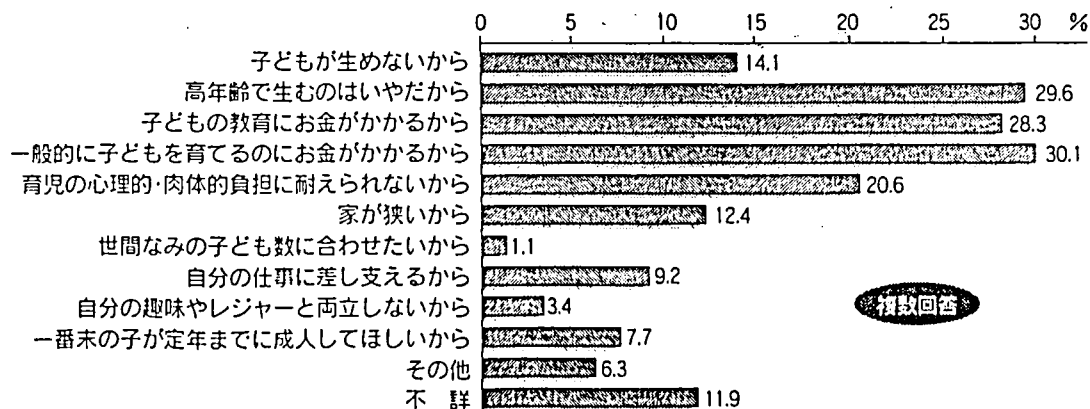 0 5 10 15 20 25 30 %
子どもが生めないから 14.1
高年齢で生むのはいやだから 29.6
子どもの教育にお金がかかるから 28.3
一般的に子どもを育てるのにお金がかかるから 30.1
育児の心理的・肉体的負担に耐えられないから 20.6
家が狭いから 12.4
世間なみの子ども数に合わせたいから 1.1
自分の仕事に差し支えるから 9.2
自分の趣味やレジャーと両立しないから 3.4
一番末の子が定年までに成人してほしいから 7.7
その他 6.3
不 詳 11.9
複数回答